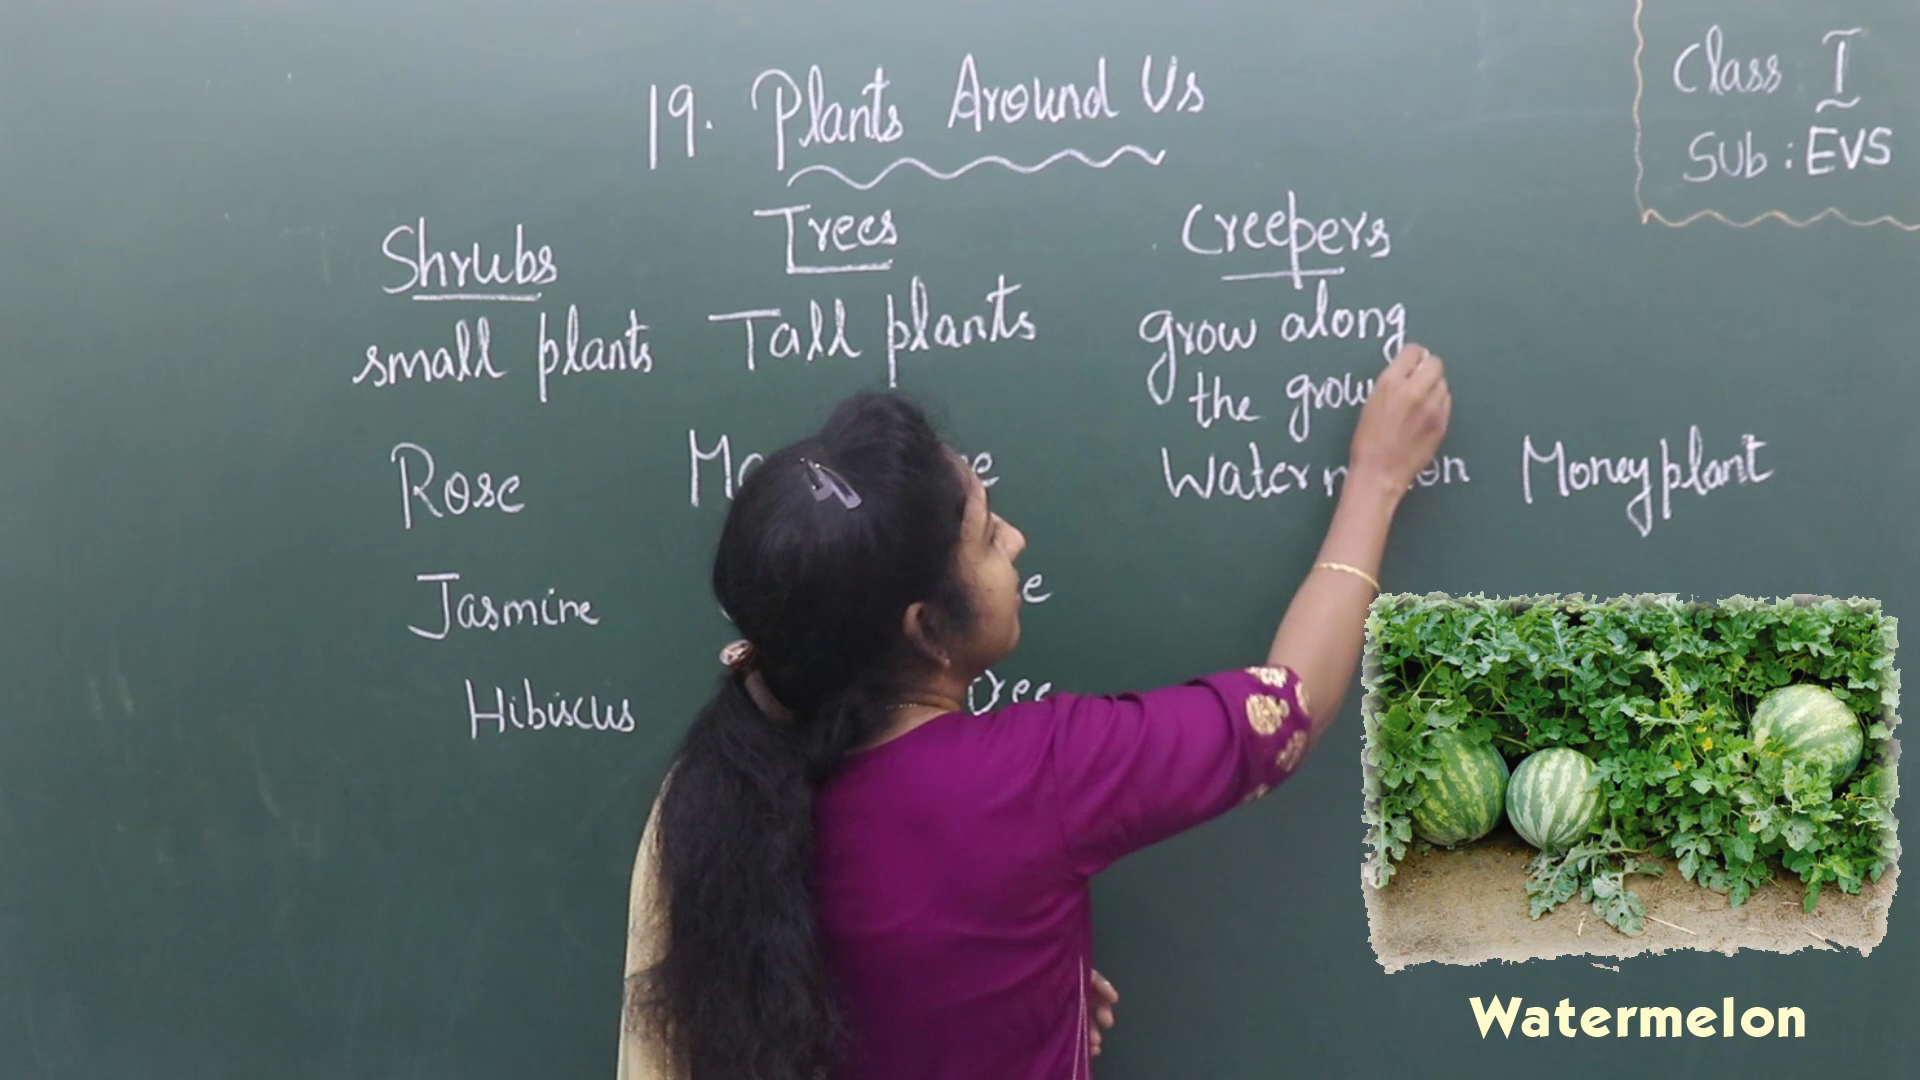 19. Plants Around Us
Class I
Sub : EVS
Shrubs
small plants
Rose
Jasmine
Hibiscus
Trees
Tall plants
Creepers
grow along
the
Moneyplant
Watermelon